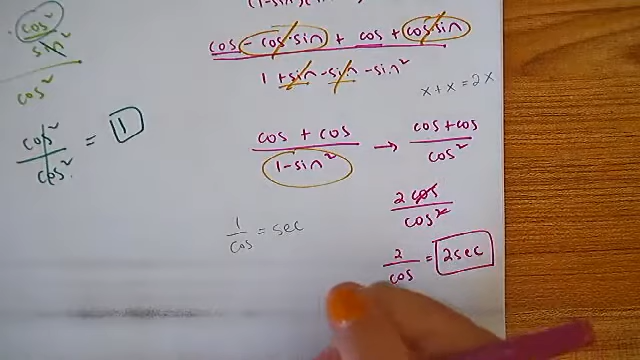 (1-sin)(
cos - cos·sin + cos + cos·sin
1 + sin - sin - sin²
x + x = 2x
cos²
sin²
cos²
cos²
cos²
= 1
cos + cos
1 - sin²
→
cos + cos
cos²
2 cos
cos²
1
cos
= sec
2
cos
= 2sec